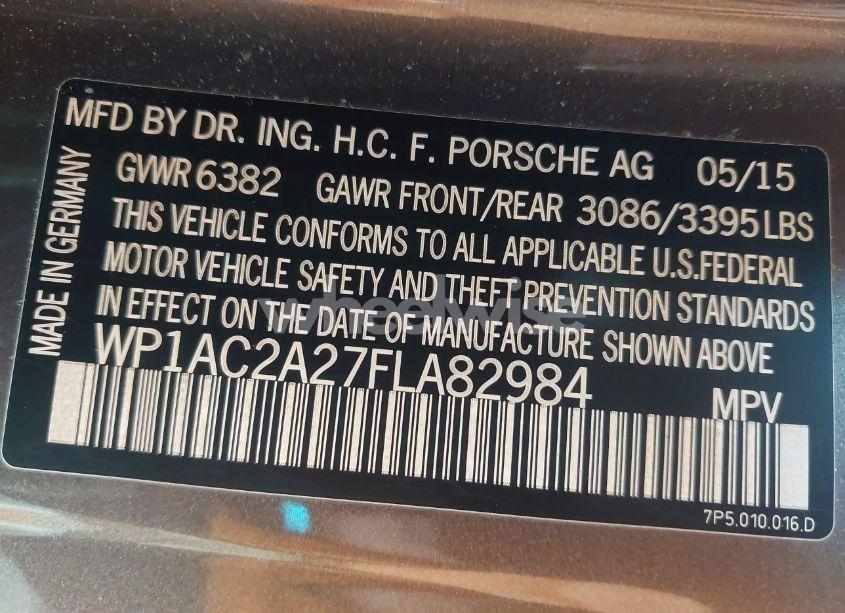 MFD BY DR. ING. H.C. F. PORSCHE AG 05/15
GVWR 6382 GAWR FRONT/REAR 3086/3395 LBS
THIS VEHICLE CONFORMS TO ALL APPLICABLE U.S.FEDERAL
MOTOR VEHICLE SAFETY AND THEFT PREVENTION STANDARDS
IN EFFECT ON THE DATE OF MANUFACTURE SHOWN ABOVE
WP1AC2A27FLA82984 MPV
7P5.010.016.D
MADE IN GERMANY
wheelwise